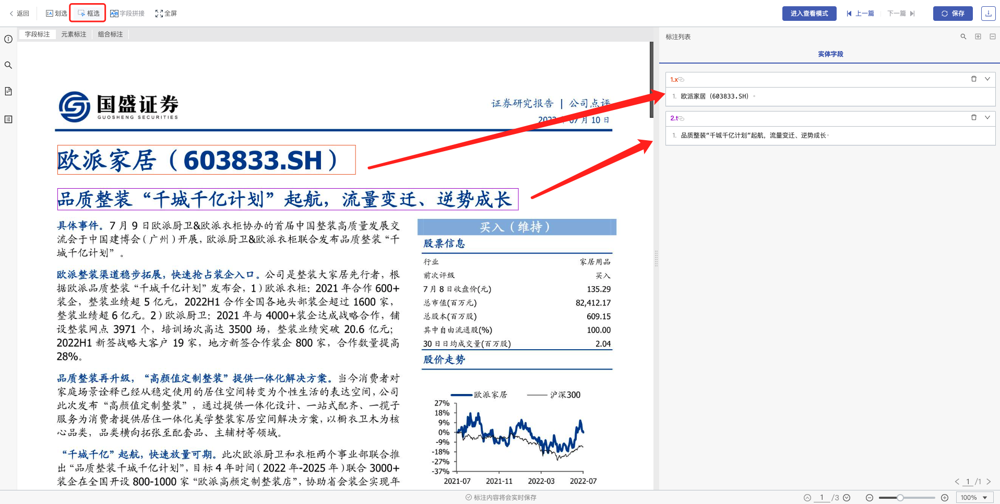 返回
划选
框选
字段拼接
全屏
进入查看模式
上一篇
下一篇
保存
字段标注
元素标注
组合标注
标注列表
实体字段
国盛证券
GUOSHENG SECURITIES
证券研究报告 | 公司点评
07 月 10 日
欧派家居（603833.SH）
品质整装“千城千亿计划”起航，流量变迁、逆势成长
具体事件。7 月 9 日欧派厨卫&欧派衣柜协办的首届中国整装高质量发展交
流会于中国建博会（广州）开展，欧派厨卫&欧派衣柜联合发布品质整装“千
城千亿计划”。
欧派整装渠道稳步拓展，快速抢占装企入口。公司是整装大家居先行者，根
据欧派品质整装“千城千亿计划”发布会，1）欧派衣柜：2021 年合作 600+
装企，整装业绩超 5 亿元，2022H1 合作全国各地头部装企超过 1600 家，
整装业绩超 6 亿元。2）欧派厨卫：2021 年与 4000+装企达成战略合作，铺
设整装网点 3971 个，培训场次高达 3500 场，整装业绩突破 20.6 亿元；
2022H1 新签战略大客户 19 家，地方新签合作装企 800 家，合作数量提高
28%。
品质整装再升级，“高颜值定制整装”提供一体化解决方案。当今消费者对
家庭场景诠释已经从稳定使用的居住空间转变为个性生活的表达空间，公司
此次发布“高颜值定制整装”，通过提供一体化设计、一站式配齐、一揽子
服务为消费者提供居住一体化美学整装家居空间解决方案，以橱衣卫木为核
心品类，品类横向拓张至配套品、主辅材等领域。
“千城千亿”起航，快速放量可期。此次欧派厨卫和衣柜两个事业部联合推
出“品质整装千城千亿计划”，目标 4 年时间（2022 年-2025 年）联合 3000+
装企在全国开设 800-1000 家“欧派高颜定制整装店”，协助省会装企实现年
买入（维持）
股票信息
行业 家居用品
前次评级 买入
7 月 8 日收盘价(元) 135.29
总市值(百万元) 82,412.17
总股本(百万股) 609.15
其中自由流通股(%) 100.00
30 日日均成交量(百万股) 2.04
股价走势
欧派家居 沪深300
27%
18%
9%
0%
-9%
-18%
-27%
-37%
2021-07 2021-11 2022-03 2022-07
1.x
1. 欧派家居（603833.SH）
2.t
1. 品质整装“千城千亿计划”起航，流量变迁、逆势成长
1 /1
标注内容将会实时保存
1 /3
100%